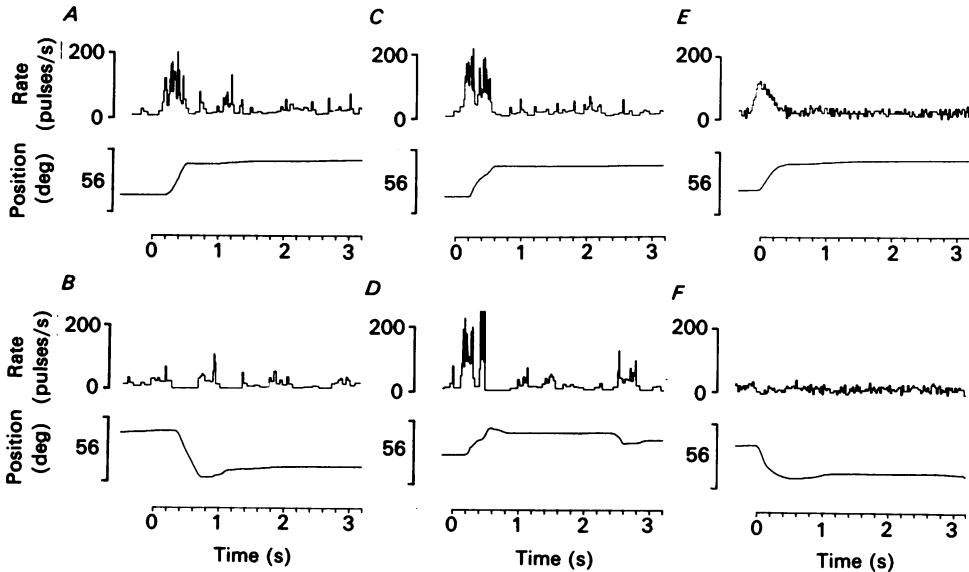 A C E
200 200 200
Rate
(pulses/s)
0 0 0
Position
(deg)
56 56 56
0 1 2 3 0 1 2 3 0 1 2 3
B D F
200 200 200
Rate
(pulses/s)
0 0 0
Position
(deg)
56 56 56
0 1 2 3 0 1 2 3 0 1 2 3
Time (s) Time (s) Time (s)